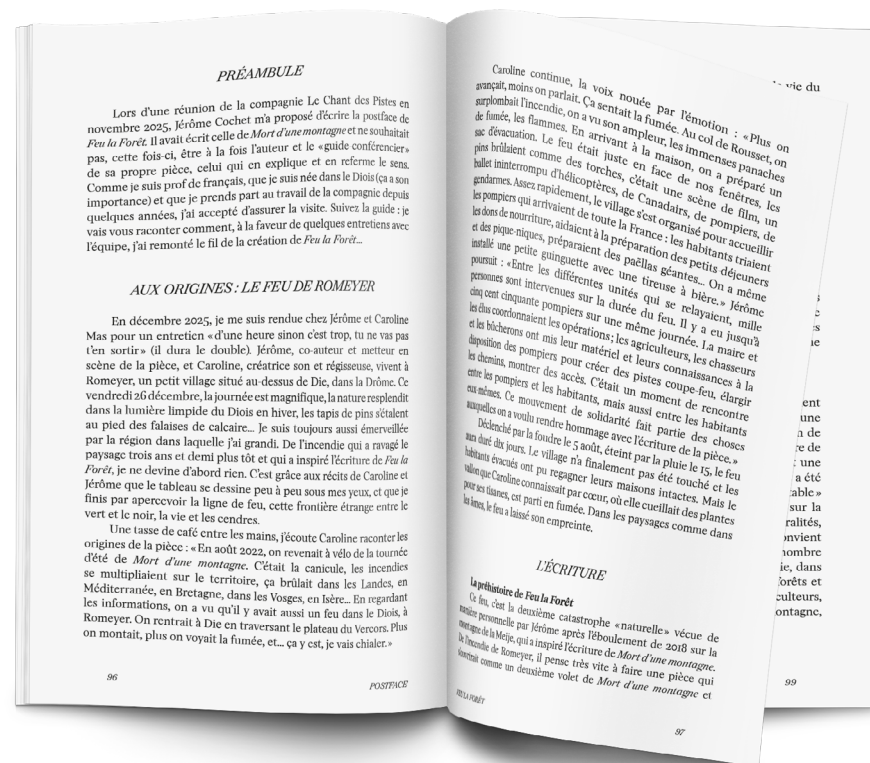 PRÉAMBULE
Lors d'une réunion de la compagnie Le Chant des Pistes en
novembre 2025, Jérôme Cochet m'a proposé d'écrire la postface de
Feu la Forêt. Il avait écrit celle de Mort d'une montagne et ne souhaitait
pas, cette fois-ci, être à la fois l'auteur et le «guide conférencier»
de sa propre pièce, celui qui en explique et en referme le sens.
Comme je suis prof de français, que je suis née dans le Diois (ça a son
importance) et que je prends part au travail de la compagnie depuis
quelques années, j'ai accepté d'assurer la visite. Suivez la guide : je
vais vous raconter comment, à la faveur de quelques entretiens avec
l'équipe, j'ai remonté le fil de la création de Feu la Forêt...
AUX ORIGINES : LE FEU DE ROMEYER
En décembre 2025, je me suis rendue chez Jérôme et Caroline
Mas pour un entretien «d'une heure sinon c'est trop, tu ne vas pas
t'en sortir» (il dura le double). Jérôme, co-auteur et metteur en
scène de la pièce, et Caroline, créatrice son et régisseuse, vivent à
Romeyer, un petit village situé au-dessus de Die, dans la Drôme. Ce
vendredi 26 décembre, la journée est magnifique, la nature resplendit
dans la lumière limpide du Diois en hiver, les tapis de pins s'étalent
au pied des falaises de calcaire... Je suis toujours aussi émerveillée
par la région dans laquelle j'ai grandi. De l'incendie qui a ravagé le
paysage trois ans et demi plus tôt et qui a inspiré l'écriture de Feu la
Forêt, je ne devine d'abord rien. C'est grâce aux récits de Caroline et
Jérôme que le tableau se dessine peu à peu sous mes yeux, et que je
finis par apercevoir la ligne de feu, cette frontière étrange entre le
vert et le noir, la vie et les cendres.
Une tasse de café entre les mains, j'écoute Caroline raconter les
origines de la pièce : «En août 2022, on revenait à vélo de la tournée
d'été de Mort d'une montagne. C'était la canicule, les incendies
se multipliaient sur le territoire, ça brûlait dans les Landes, en
Méditerranée, en Bretagne, dans les Vosges, en Isère... En regardant
les informations, on a vu qu'il y avait aussi un feu dans le Diois, à
Romeyer. On rentrait à Die en traversant le plateau du Vercors. Plus
on montait, plus on voyait la fumée, et... ça y est, je vais chialer.»
96
POSTFACE
Caroline continue, la voix nouée par l'émotion : «Plus on
avançait, moins on parlait. Ça sentait la fumée. Au col de Rousset, on
surplombait l'incendie, on a vu son ampleur, les immenses panaches
de fumée, les flammes. En arrivant à la maison, on a préparé un
sac d'évacuation. Le feu était juste en face de nos fenêtres, les
pins brûlaient comme des torches, c'était une scène de film, un
ballet ininterrompu d'hélicoptères, de Canadairs, de pompiers, de
gendarmes. Assez rapidement, le village s'est organisé pour accueillir
les pompiers qui arrivaient de toute la France : les habitants triaient
les dons de nourriture, aidaient à la préparation des petits déjeuners
et des pique-niques, préparaient des paëllas géantes... On a même
installé une petite guinguette avec une tireuse à bière.» Jérôme
poursuit : «Entre les différentes unités qui se relayaient, mille
personnes sont intervenues sur la durée du feu. Il y a eu jusqu'à
cinq cent cinquante pompiers sur une même journée. La maire et
les élus coordonnaient les opérations ; les agriculteurs, les chasseurs
et les bûcherons ont mis leur matériel et leurs connaissances à la
disposition des pompiers pour créer des pistes coupe-feu, élargir
les chemins, montrer des accès. C'était un moment de rencontre
entre les pompiers et les habitants, mais aussi entre les habitants
eux-mêmes. Ce mouvement de solidarité fait partie des choses
auxquelles on a voulu rendre hommage avec l'écriture de la pièce.»
Déclenché par la foudre le 5 août, éteint par la pluie le 15, le feu
aura duré dix jours. Le village n'a finalement pas été touché et les
habitants évacués ont pu regagner leurs maisons intactes. Mais le
vallon que Caroline connaissait par cœur, où elle cueillait des plantes
pour ses tisanes, est parti en fumée. Dans les paysages comme dans
les âmes, le feu a laissé son empreinte.
L'ÉCRITURE
La préhistoire de Feu la Forêt
Ce feu, c'est la deuxième catastrophe «naturelle» vécue de
manière personnelle par Jérôme après l'éboulement de 2018 sur la
montagne de la Meije, qui a inspiré l'écriture de Mort d'une montagne.
De l'incendie de Romeyer, il pense très vite à faire une pièce qui
s'ouvrirait comme un deuxième volet de Mort d'une montagne et
FEU LA FORÊT
97
vie du
une
de
re de
une
a été
table»
sur la
ralités,
onvient
nombre
ie, dans
forêts et
culteurs,
ontagne,
99